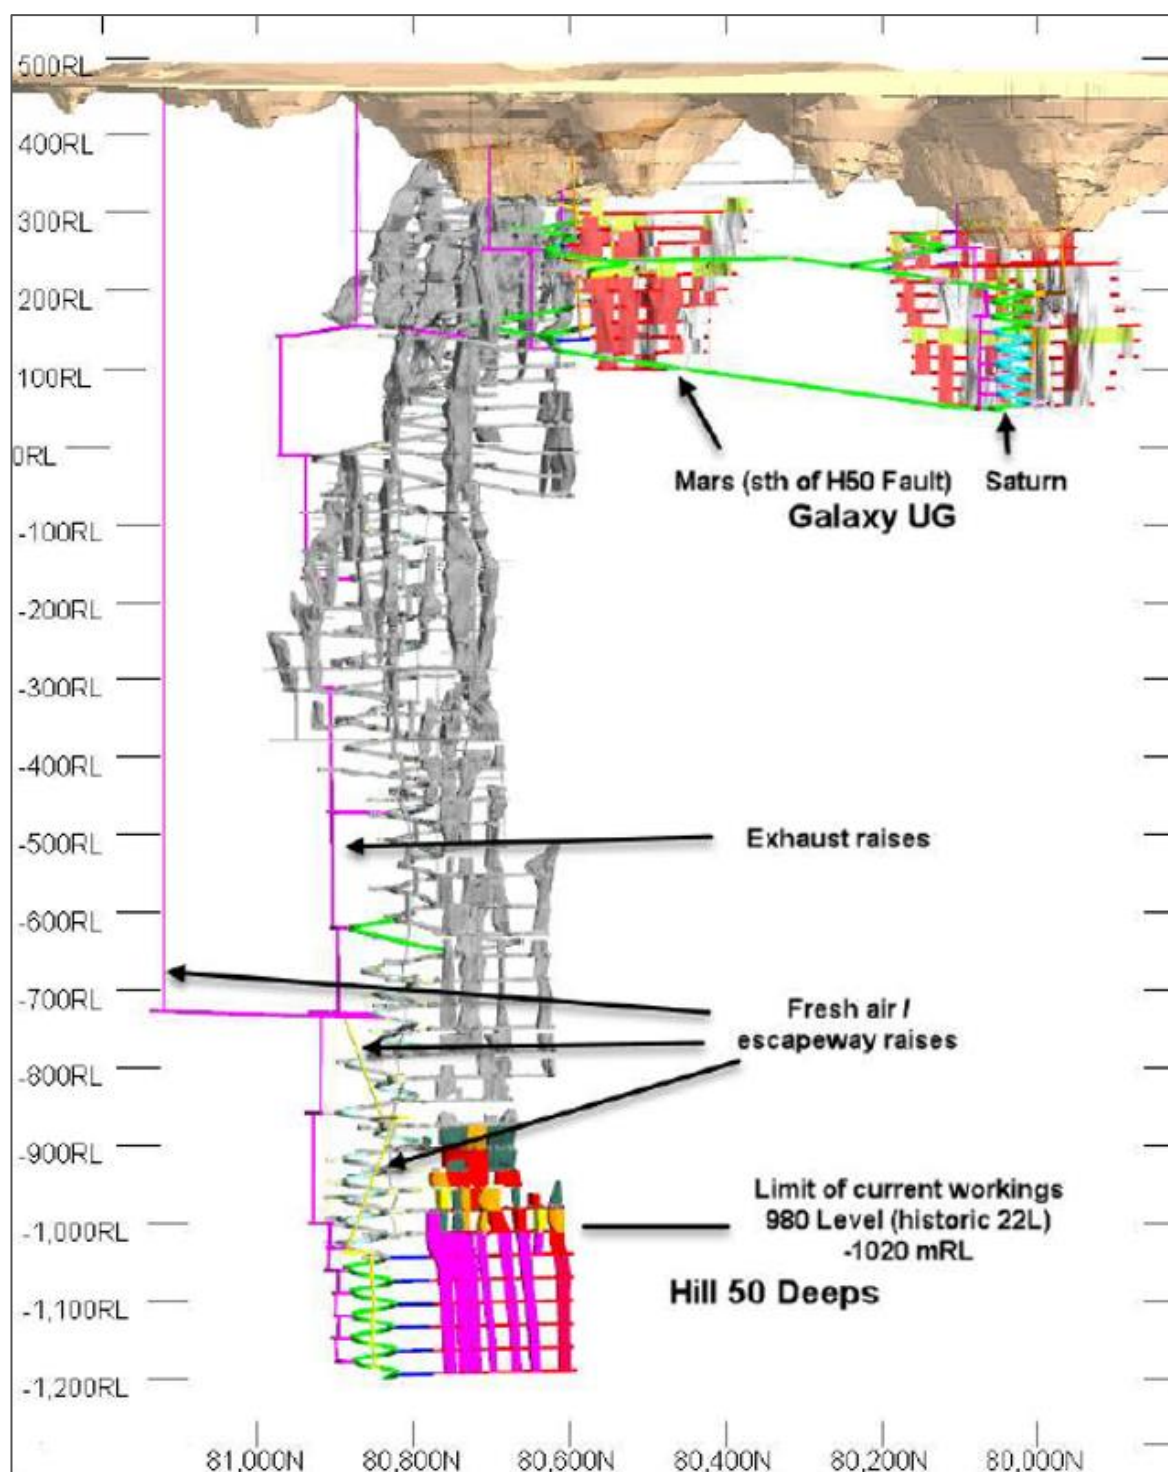 500RL
400RL
300RL
200RL
100RL
0RL
-100RL
-200RL
-300RL
-400RL
-500RL
-600RL
-700RL
-800RL
-900RL
-1,000RL
-1,100RL
-1,200RL
Mars (sth of H50 Fault)
Saturn
Galaxy UG
Exhaust raises
Fresh air /
escapeway raises
Limit of current workings
980 Level (historic 22L)
-1020 mRL
Hill 50 Deeps
81,000N
80,800N
80,600N
80,400N
80,200N
80,000N